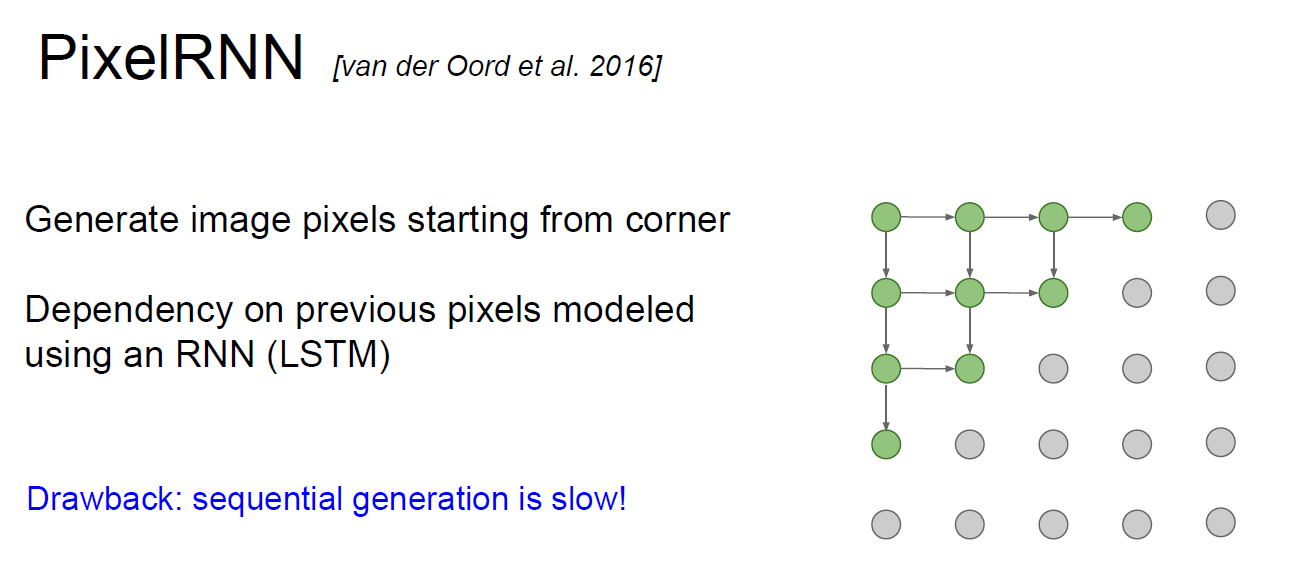 PixelRNN [van der Oord et al. 2016]
Generate image pixels starting from corner
Dependency on previous pixels modeled
using an RNN (LSTM)
Drawback: sequential generation is slow!